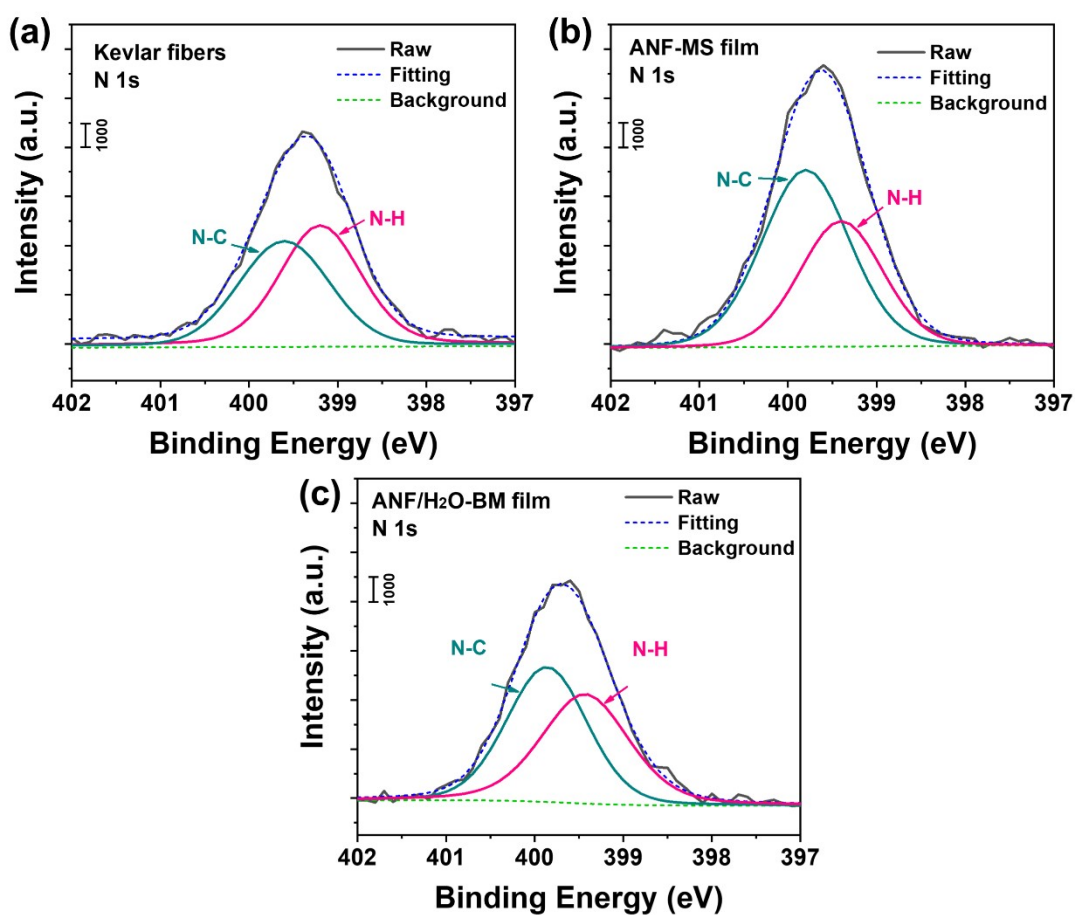 (a)
Kevlar fibers
N 1s
Raw
Fitting
Background
1000
N-C
N-H
Intensity (a.u.)
402 401 400 399 398 397
Binding Energy (eV)
(b)
ANF-MS film
N 1s
Raw
Fitting
Background
1000
N-C
N-H
Intensity (a.u.)
402 401 400 399 398 397
Binding Energy (eV)
(c)
ANF/H₂O-BM film
N 1s
Raw
Fitting
Background
1000
N-C
N-H
Intensity (a.u.)
402 401 400 399 398 397
Binding Energy (eV)